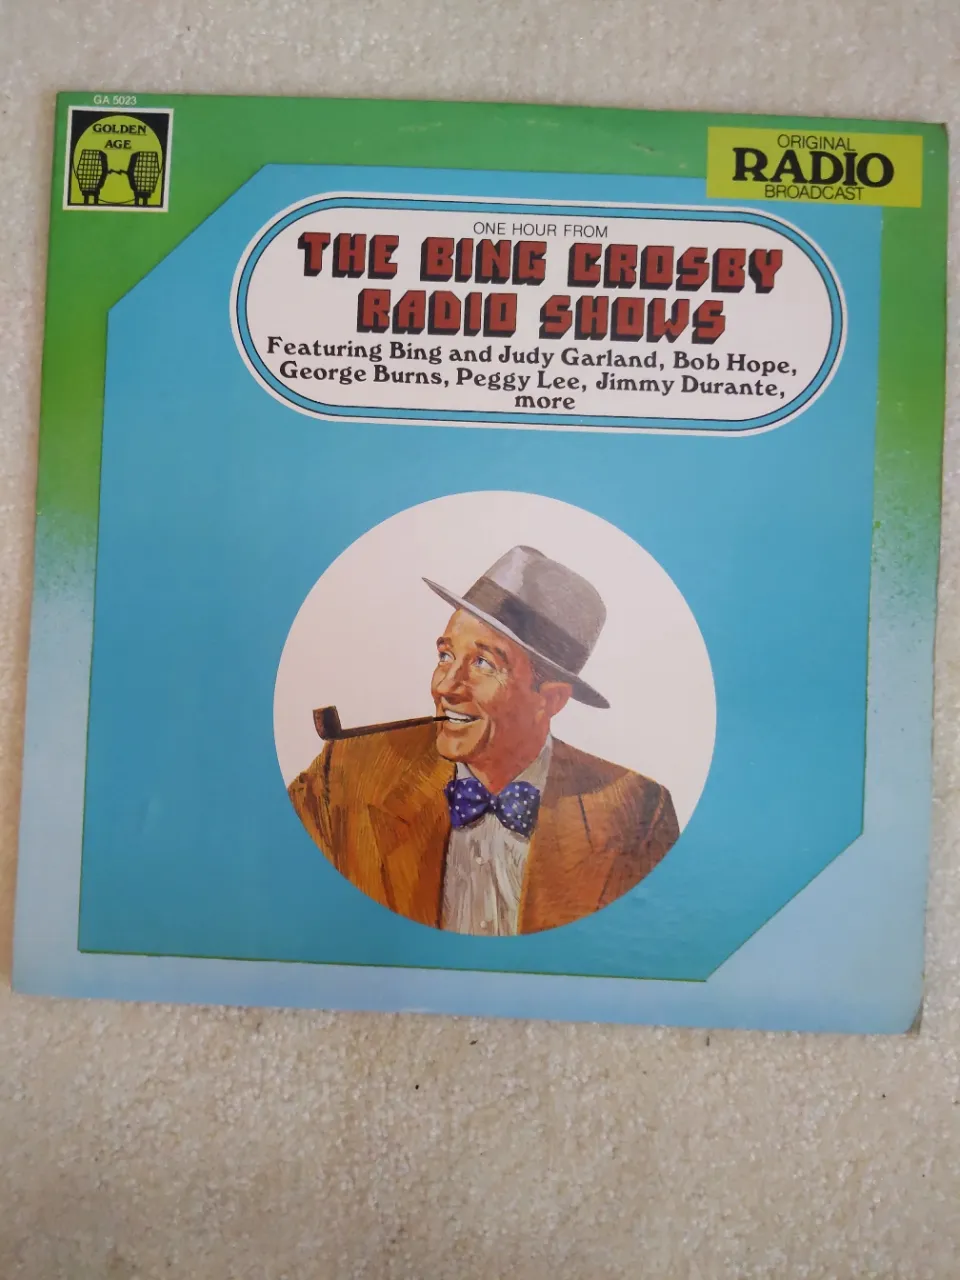 GA 5023
GOLDEN
AGE
ORIGINAL
RADIO
BROADCAST
ONE HOUR FROM
THE BING CROSBY
RADIO SHOWS
Featuring Bing and Judy Garland, Bob Hope,
George Burns, Peggy Lee, Jimmy Durante,
more